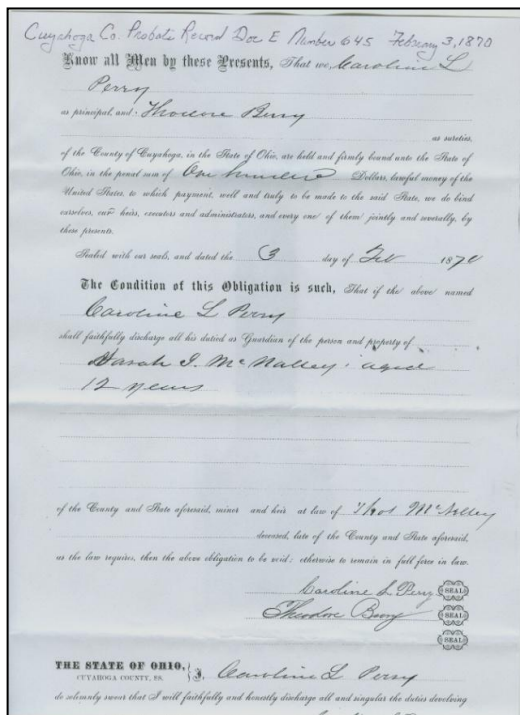 Cuyahoga Co. Probate Record Doc E Number 645 February 3, 1870
Know all Men by these Presents, That we, Caroline L
Perry
as principal, and Theodore Bury
as sureties,
of the County of Cuyahoga, in the State of Ohio, are held and firmly bound unto the State of
Ohio, in the penal sum of One hundred Dollars, lawful money of the
United States, to which payment, well and truly to be made to the said State, we do bind
ourselves, our heirs, executors and administrators, and every one of them jointly and severally, by
these presents.
Sealed with our seals, and dated the 3 day of Feb 1870
The Condition of this Obligation is such, That if the above named
Caroline L Perry
shall faithfully discharge all his duties as Guardian of the person and property of
Sarah J. McNalley, aged
12 years
of the County and State aforesaid, minor and heir at law of Thos McNalley
deceased, late of the County and State aforesaid,
as the law requires, then the above obligation to be void; otherwise to remain in full force in law.
Caroline L Perry SEAL
Theodore Bury SEAL
SEAL
THE STATE OF OHIO,
CUYAHOGA COUNTY, SS. } I, Caroline L Perry
do solemnly swear that I will faithfully and honestly discharge all and singular the duties devolving